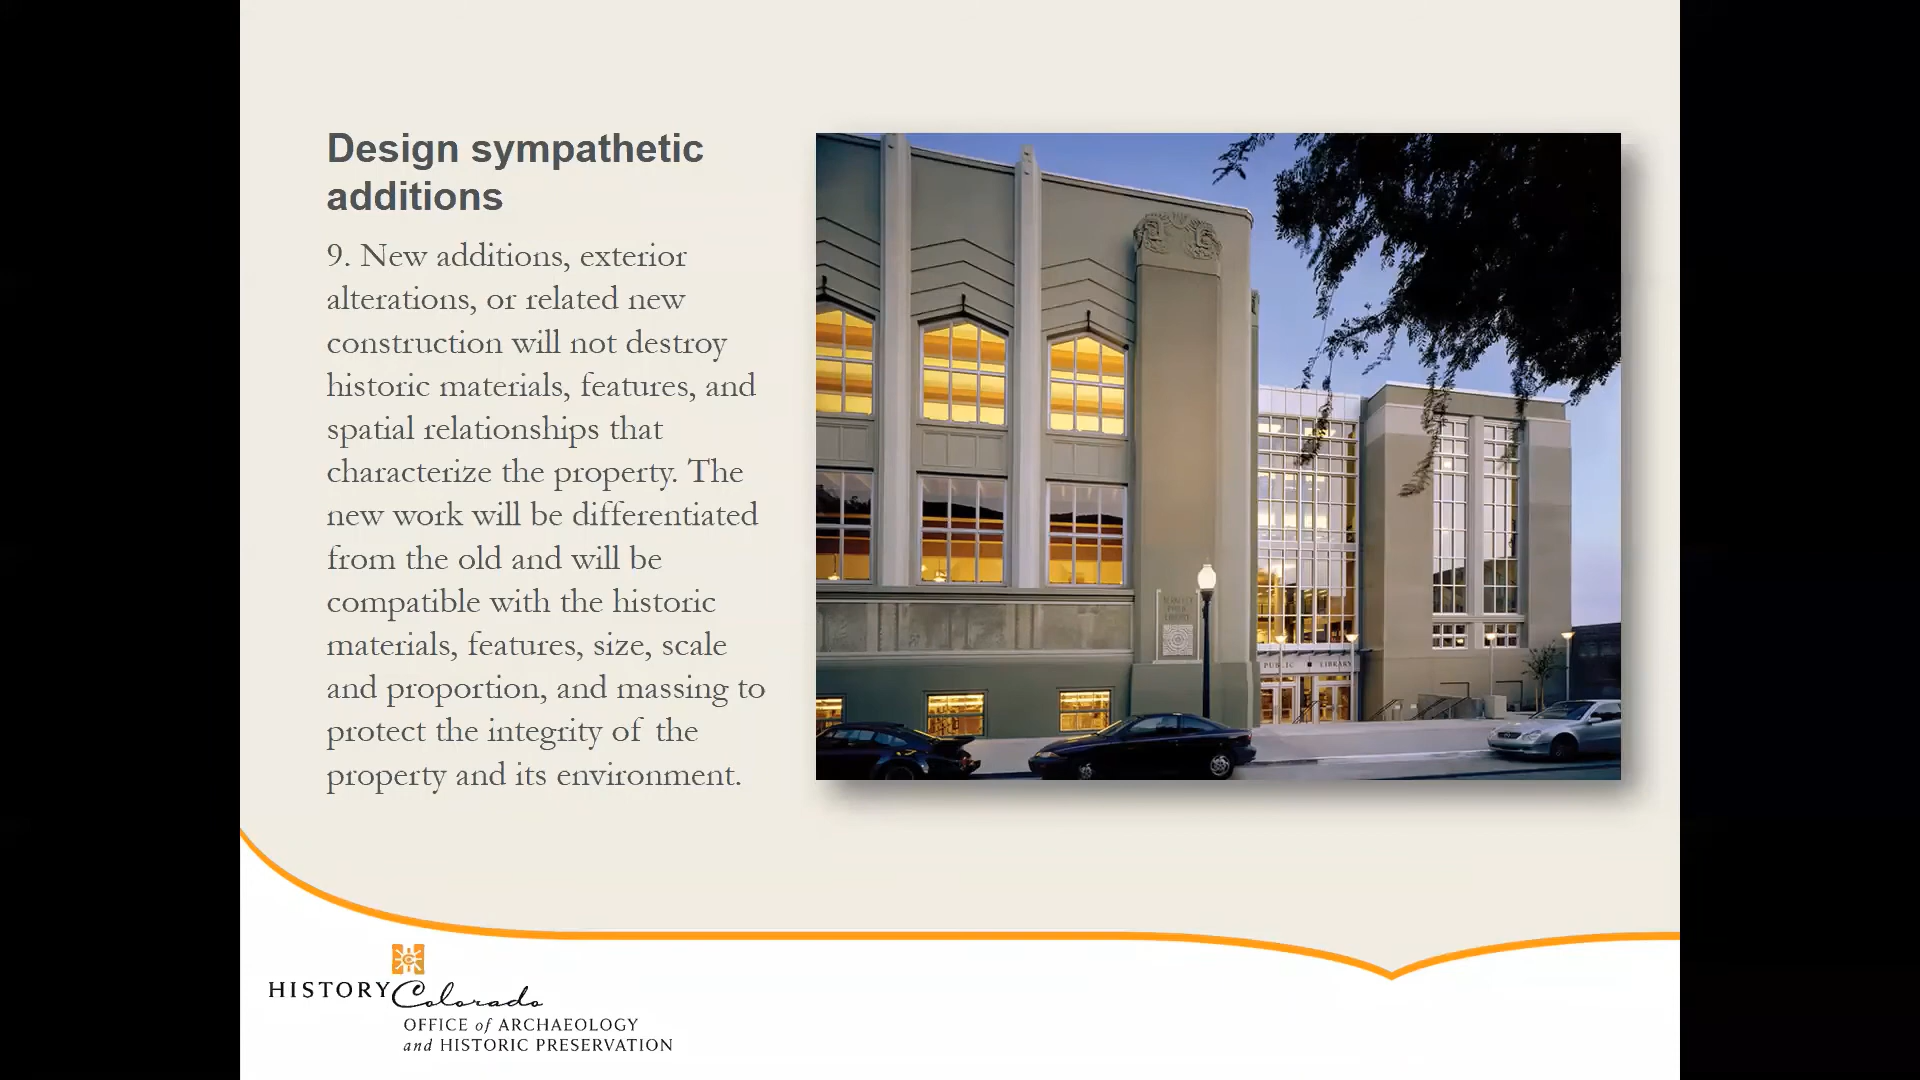 Design sympathetic
additions
9. New additions, exterior
alterations, or related new
construction will not destroy
historic materials, features, and
spatial relationships that
characterize the property. The
new work will be differentiated
from the old and will be
compatible with the historic
materials, features, size, scale
and proportion, and massing to
protect the integrity of the
property and its environment.
PUBLIC LIBRARY
HISTORY Colorado
OFFICE of ARCHAEOLOGY
and HISTORIC PRESERVATION